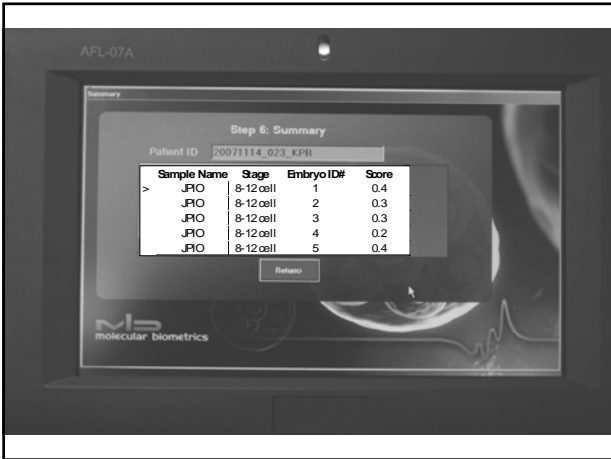 AFL-07A
Summary
Step 6: Summary
Patient ID 20071114_023_KPR
Sample Name Stage Embryo ID# Score
> JPIO 8-12 cell 1 0.4
JPIO 8-12 cell 2 0.3
JPIO 8-12 cell 3 0.3
JPIO 8-12 cell 4 0.2
JPIO 8-12 cell 5 0.4
Return>
mb
molecular biometrics